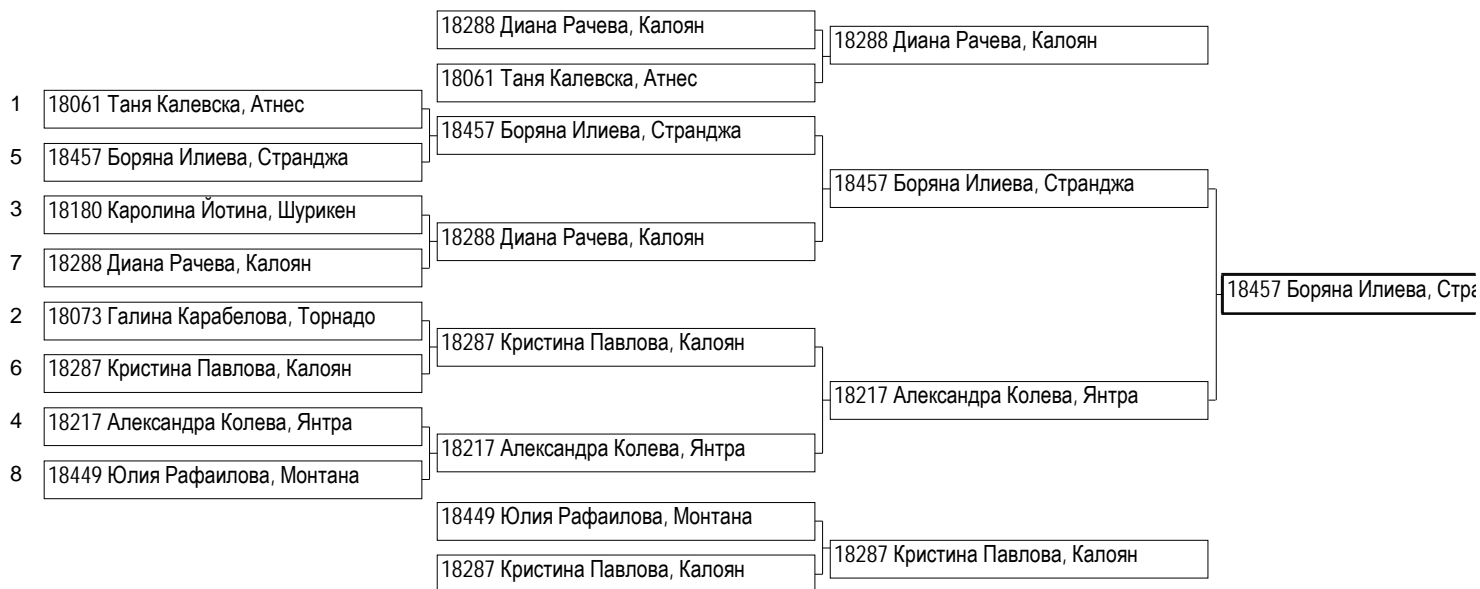 18288 Диана Рачева, Калоян
18288 Диана Рачева, Калоян
18061 Таня Калевска, Атнес
1 18061 Таня Калевска, Атнес
18457 Боряна Илиева, Странджа
5 18457 Боряна Илиева, Странджа
18457 Боряна Илиева, Странджа
3 18180 Каролина Йотина, Шурикен
18288 Диана Рачева, Калоян
7 18288 Диана Рачева, Калоян
18457 Боряна Илиева, Стра
2 18073 Галина Карабелова, Торнадо
18287 Кристина Павлова, Калоян
6 18287 Кристина Павлова, Калоян
18217 Александра Колева, Янтра
4 18217 Александра Колева, Янтра
18217 Александра Колева, Янтра
8 18449 Юлия Рафаилова, Монтана
18449 Юлия Рафаилова, Монтана
18287 Кристина Павлова, Калоян
18287 Кристина Павлова, Калоян